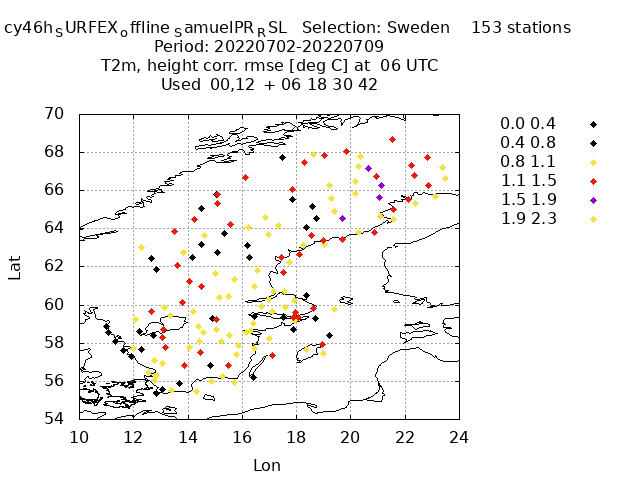 cy46hSURFEXoffline SamuelPRRSL Selection: Sweden 153 stations
Period: 20220702-20220709
T2m, height corr. rmse [deg C] at 06 UTC
Used 00,12 + 06 18 30 42
70
68
66
64
62
60
58
56
54
Lat
10 12 14 16 18 20 22 24
Lon
0.0 0.4
0.4 0.8
0.8 1.1
1.1 1.5
1.5 1.9
1.9 2.3